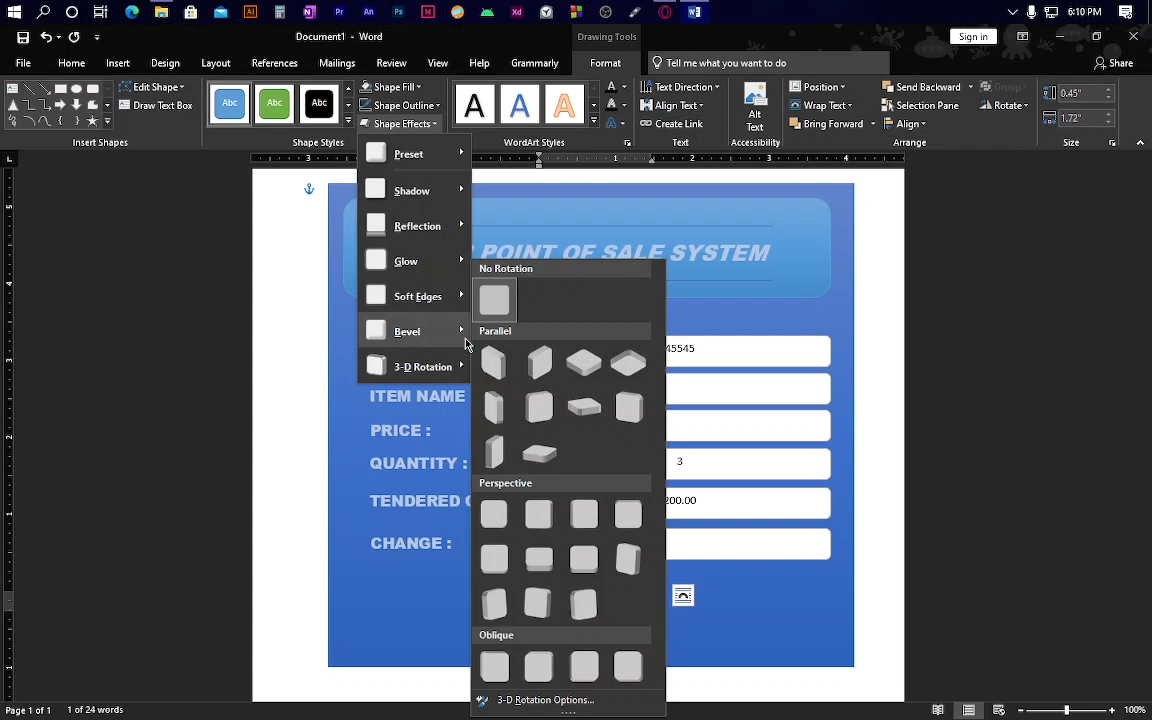 6:10 PM
Document1 - Word
Drawing Tools
Sign in
File Home Insert Design Layout References Mailings Review View Help Grammarly Format Tell me what you want to do Share
Abc Abc Abc
Edit Shape
Draw Text Box
Insert Shapes
Shape Fill
Shape Outline
Shape Effects
Shape Styles
A A A
WordArt Styles
Text Direction
Align Text
Create Link
Text
Alt
Text
Accessibility
Position
Wrap Text
Bring Forward
Send Backward
Selection Pane
Align
Group
Rotate
Arrange
0.45"
1.72"
Size
Preset
Shadow
Reflection
Glow
Soft Edges
Bevel
3-D Rotation
No Rotation
Parallel
Perspective
Oblique
3-D Rotation Options...
POINT OF SALE SYSTEM
45545
ITEM NAME
PRICE :
QUANTITY :
3
TENDERED
200.00
CHANGE :
Page 1 of 1 1 of 24 words
100%